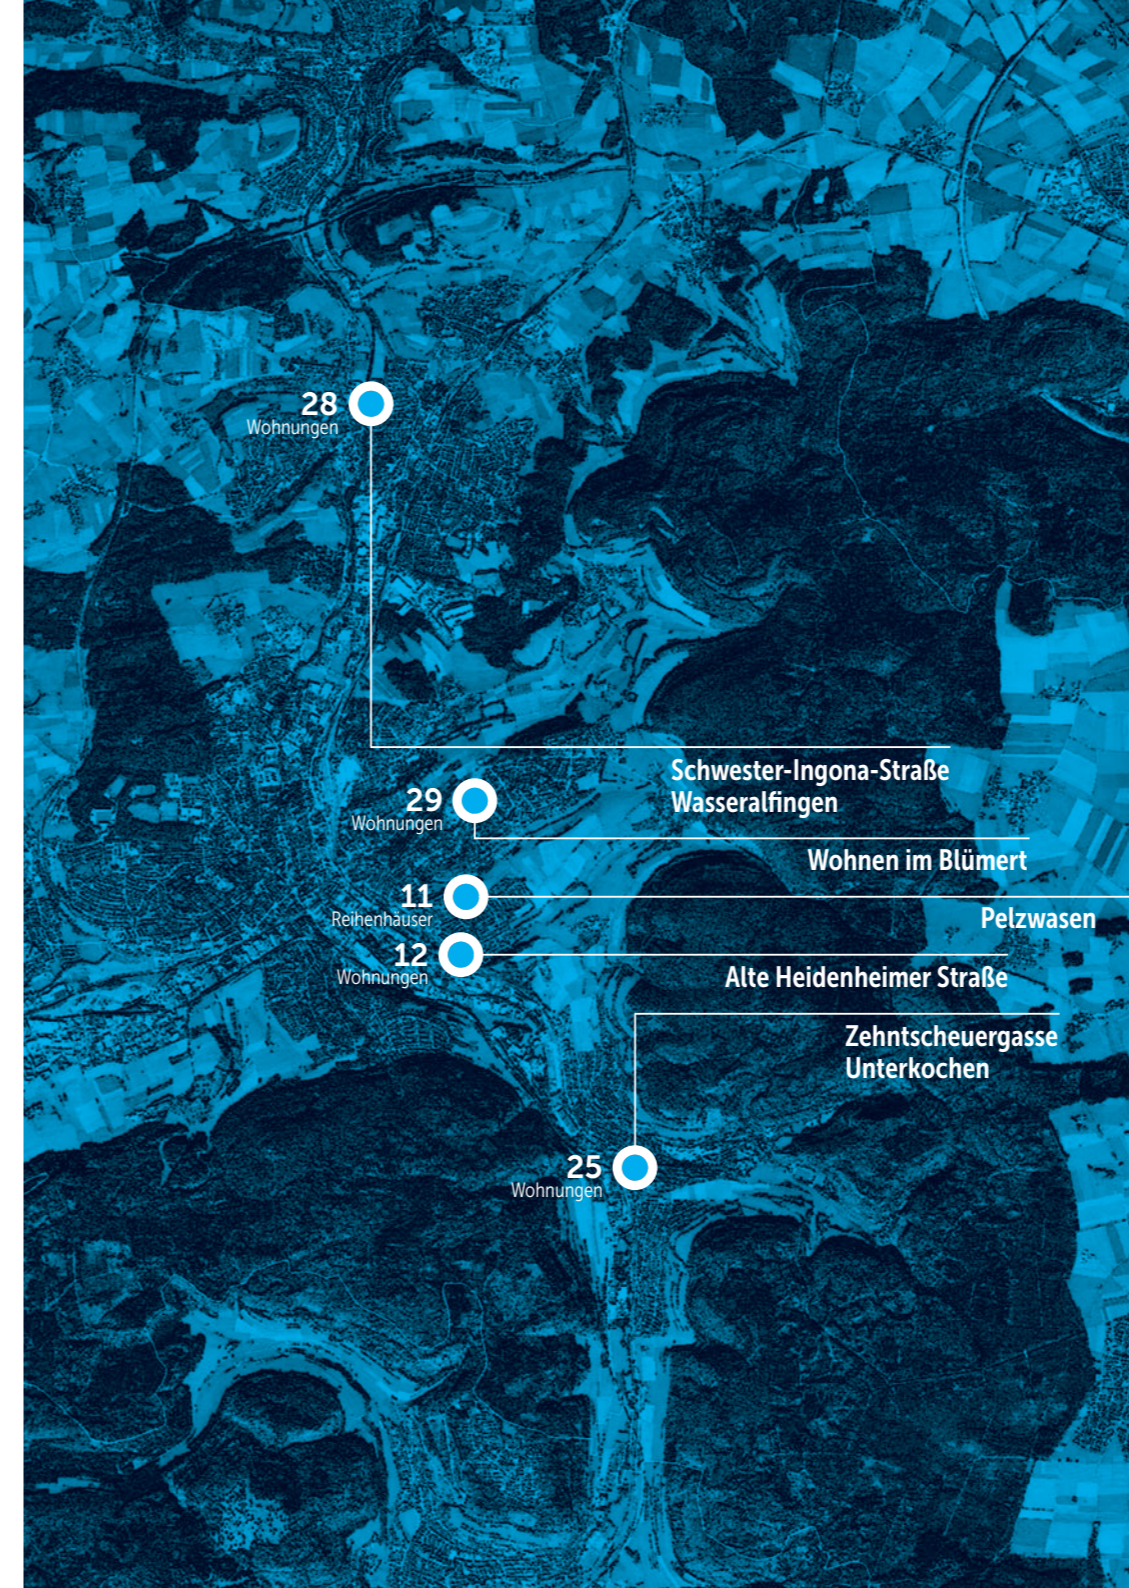 28
Wohnungen
Schwester-Ingona-Straße
Wasseralfingen
29
Wohnungen
Wohnen im Blümert
11
Reihenhäuser
Pelzwasen
12
Wohnungen
Alte Heidenheimer Straße
Zehntscheuergasse
Unterkochen
25
Wohnungen